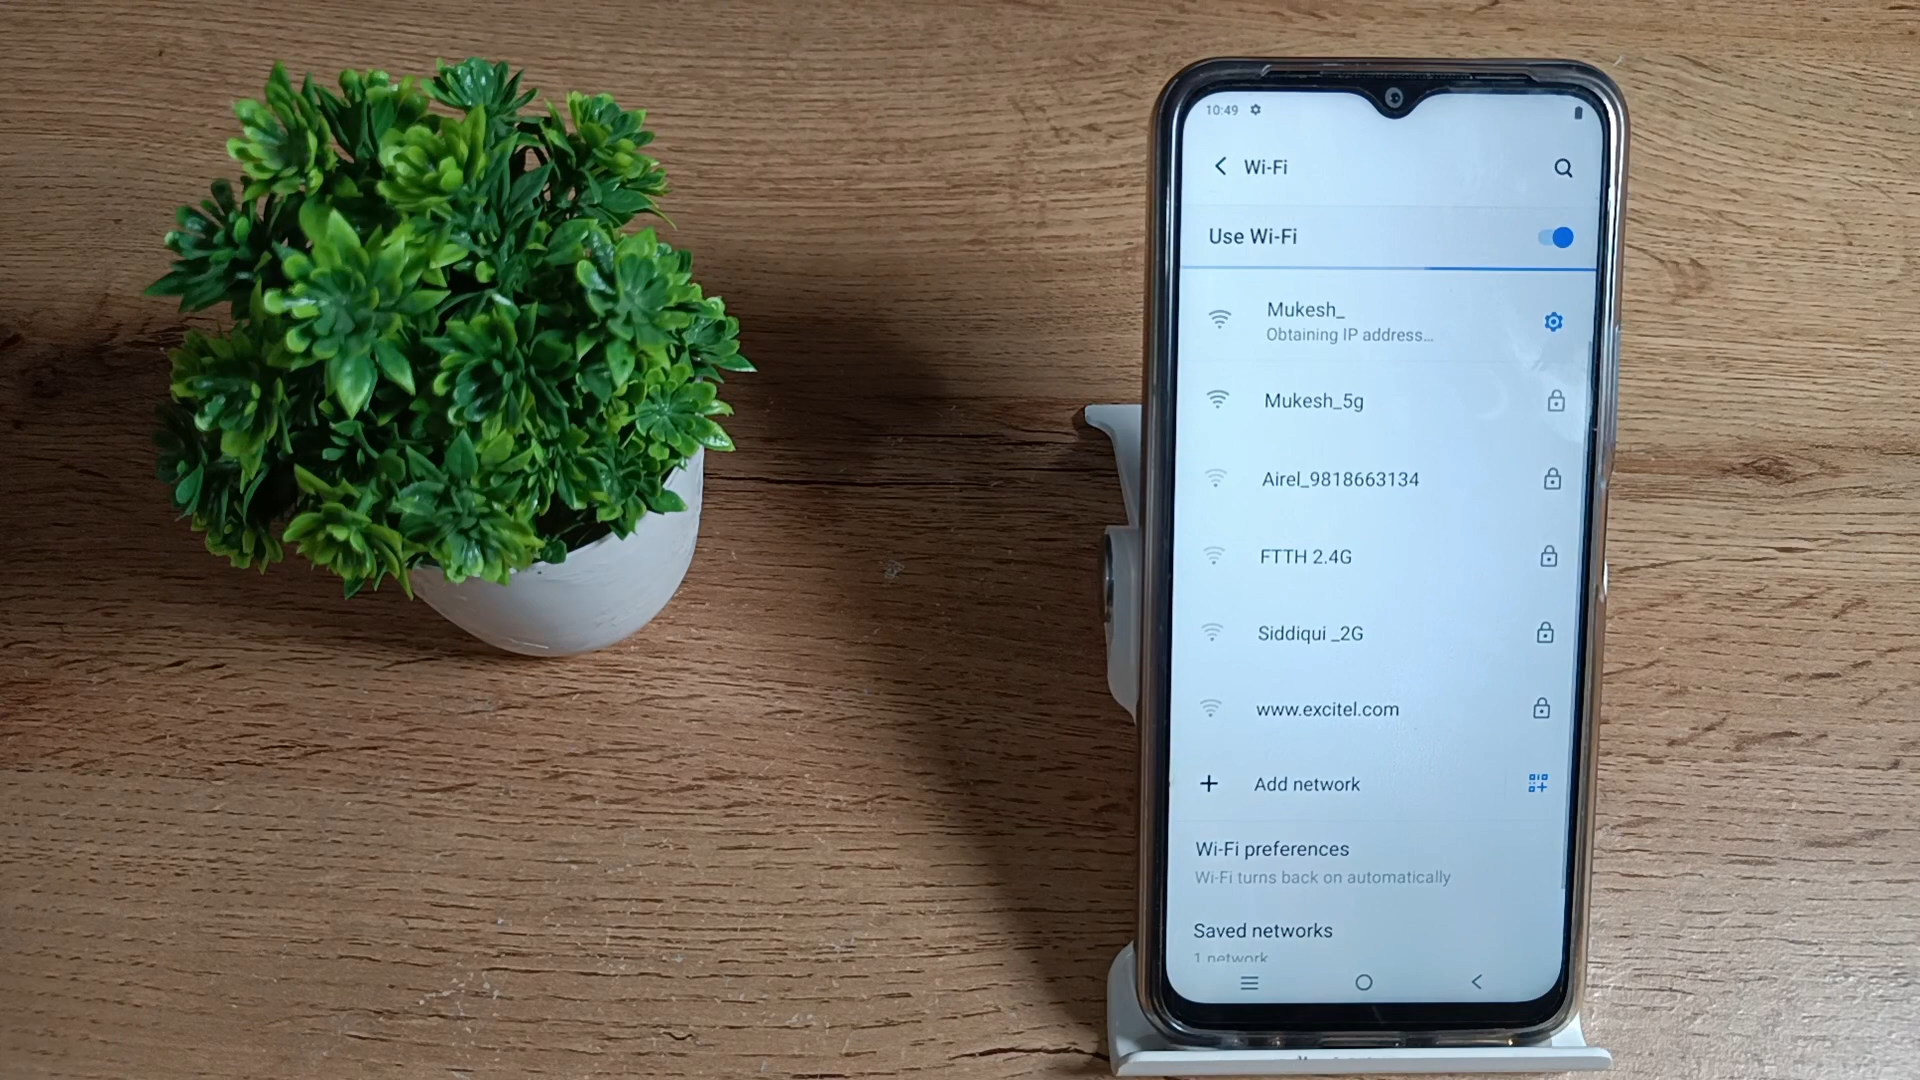 10:49
Wi-Fi
Use Wi-Fi
Mukesh_
Obtaining IP address...
Mukesh_5g
Airel_9818663134
FTTH 2.4G
Siddiqui _2G
www.excitel.com
Add network
Wi-Fi preferences
Wi-Fi turns back on automatically
Saved networks
1 network